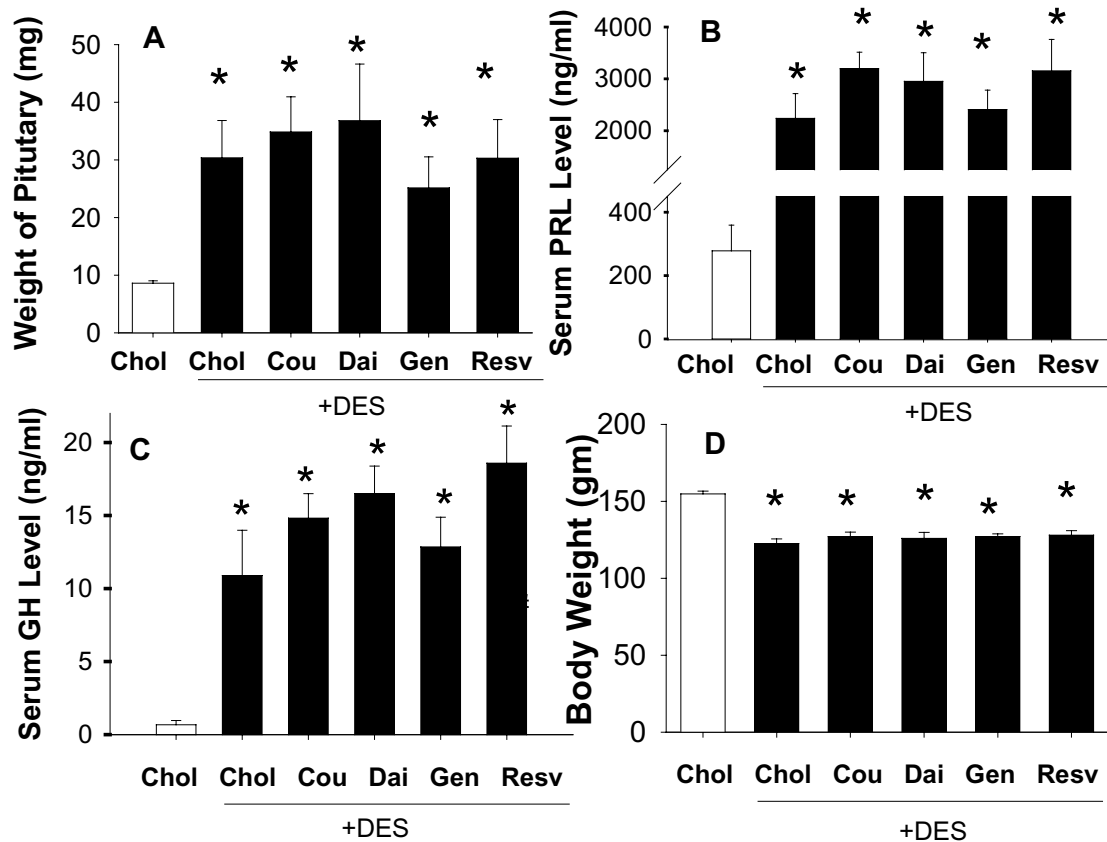 A
Weight of Pitutary (mg)
50
40
30
20
10
0
* * * * *
Chol Chol Cou Dai Gen Resv
+DES
B
Serum PRL Level (ng/ml)
4000
3000
2000
400
200
0
* * * * *
Chol Chol Cou Dai Gen Resv
+DES
C
Serum GH Level (ng/ml)
20
15
10
5
0
* * * * *
Chol Chol Cou Dai Gen Resv
+DES
D
Body Weight (gm)
200
150
100
50
0
* * * * *
Chol Chol Cou Dai Gen Resv
+DES